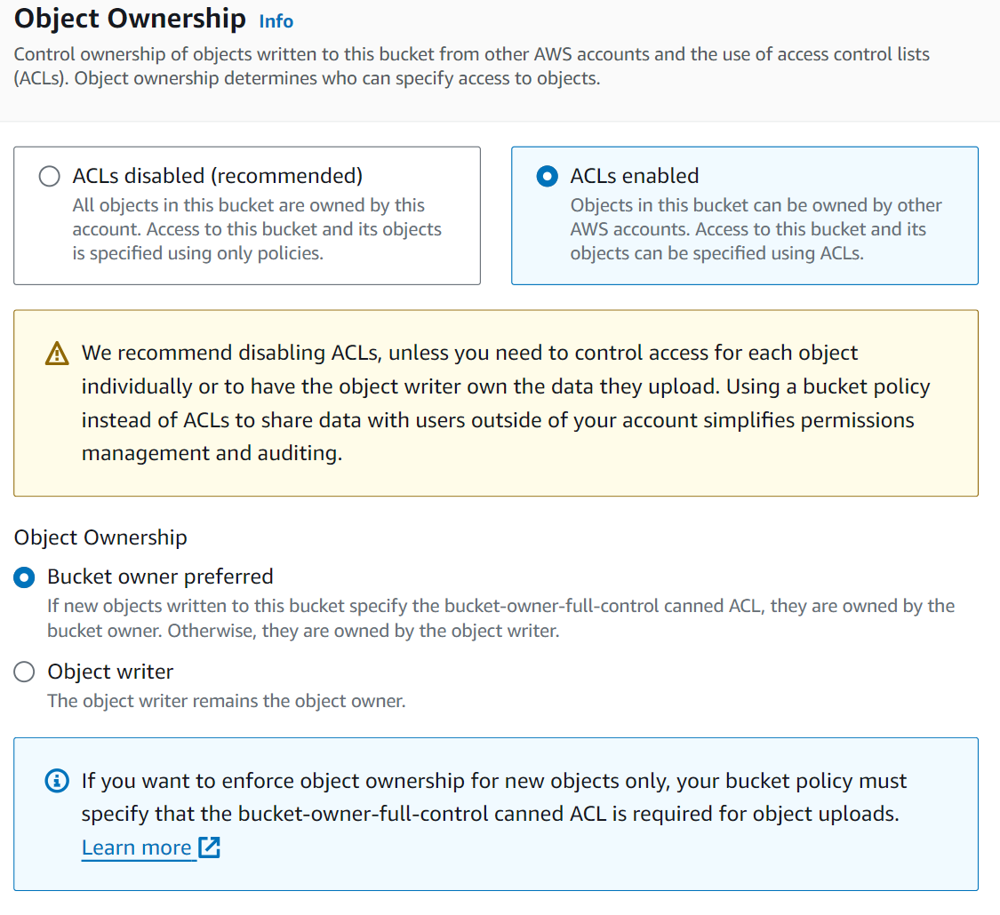 Object Ownership Info
Control ownership of objects written to this bucket from other AWS accounts and the use of access control lists
(ACLs). Object ownership determines who can specify access to objects.
ACLs disabled (recommended)
All objects in this bucket are owned by this
account. Access to this bucket and its objects
is specified using only policies.
ACLs enabled
Objects in this bucket can be owned by other
AWS accounts. Access to this bucket and its
objects can be specified using ACLs.
We recommend disabling ACLs, unless you need to control access for each object
individually or to have the object writer own the data they upload. Using a bucket policy
instead of ACLs to share data with users outside of your account simplifies permissions
management and auditing.
Object Ownership
Bucket owner preferred
If new objects written to this bucket specify the bucket-owner-full-control canned ACL, they are owned by the
bucket owner. Otherwise, they are owned by the object writer.
Object writer
The object writer remains the object owner.
If you want to enforce object ownership for new objects only, your bucket policy must
specify that the bucket-owner-full-control canned ACL is required for object uploads.
Learn more